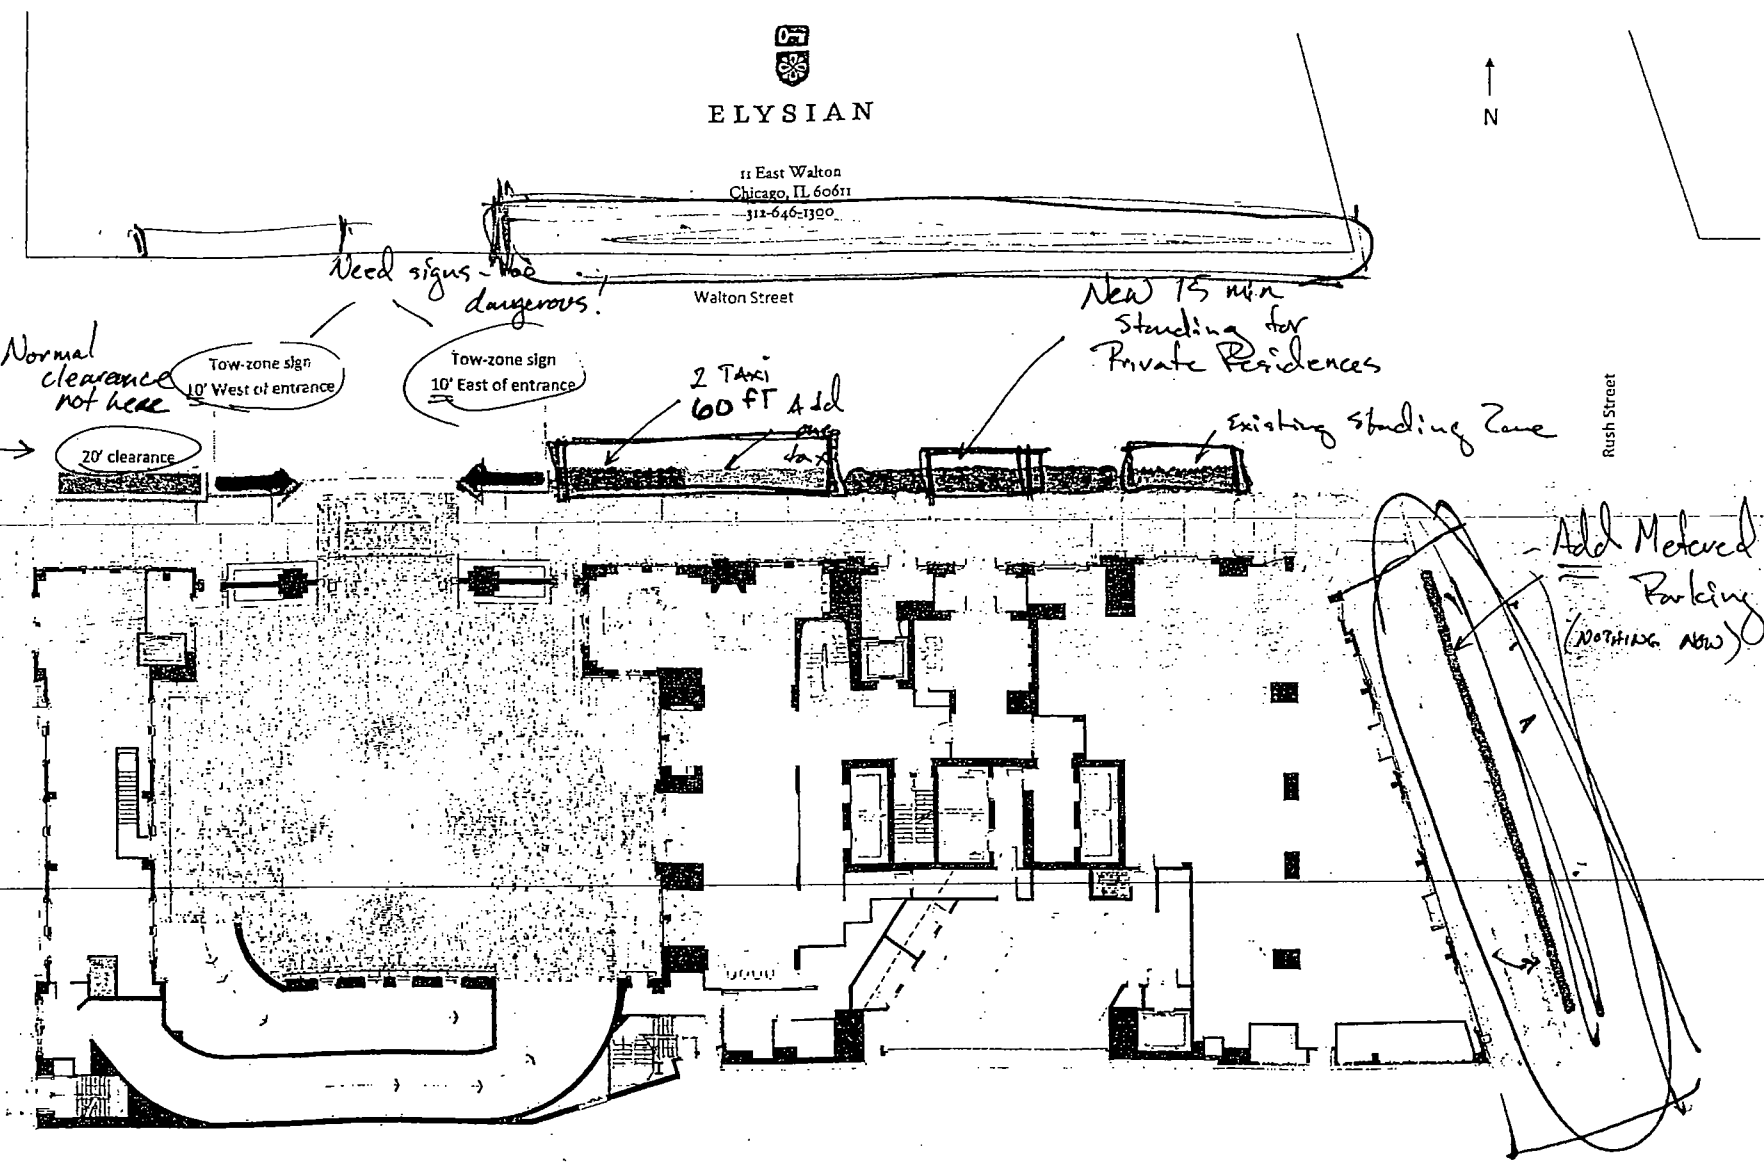 ELYSIAN
N
11 East Walton
Chicago, IL 60611
312-646-1300
Need signs - too
dangerous!
Walton Street
New 15 min
Standing for
Private Residences
Normal
clearance
not here
Tow-zone sign
10' West of entrance
Tow-zone sign
10' East of entrance
2 TAXI
60 FT
Add
one
taxi
Existing Standing Zone
Rush Street
20' clearance
- Add Metered
Parking
(NOTHING NOW)